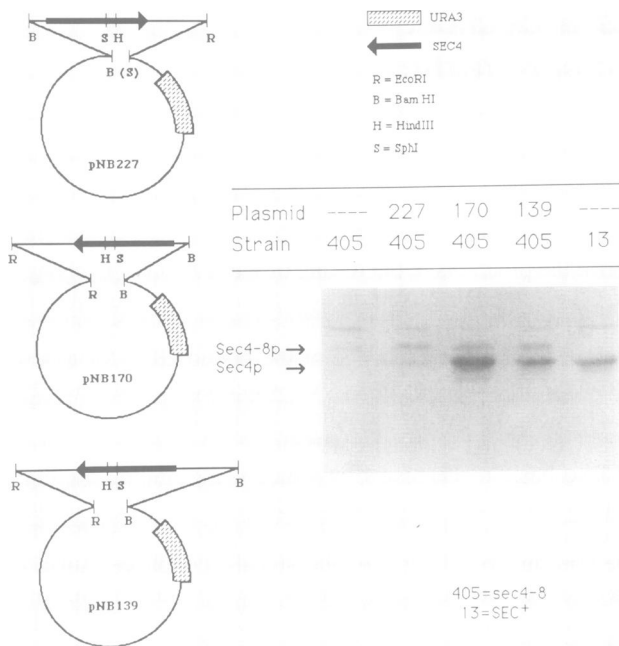 B S H R
B (S)
pNB227
URA3
SEC4
R = EcoRI
B = Bam HI
H = HindIII
S = SphI
Plasmid ---- 227 170 139 ----
Strain 405 405 405 405 13
Sec4-8p →
Sec4p →
R H S B
R B
pNB170
R H S B
R B
pNB139
405=sec4-8
13=SEC+